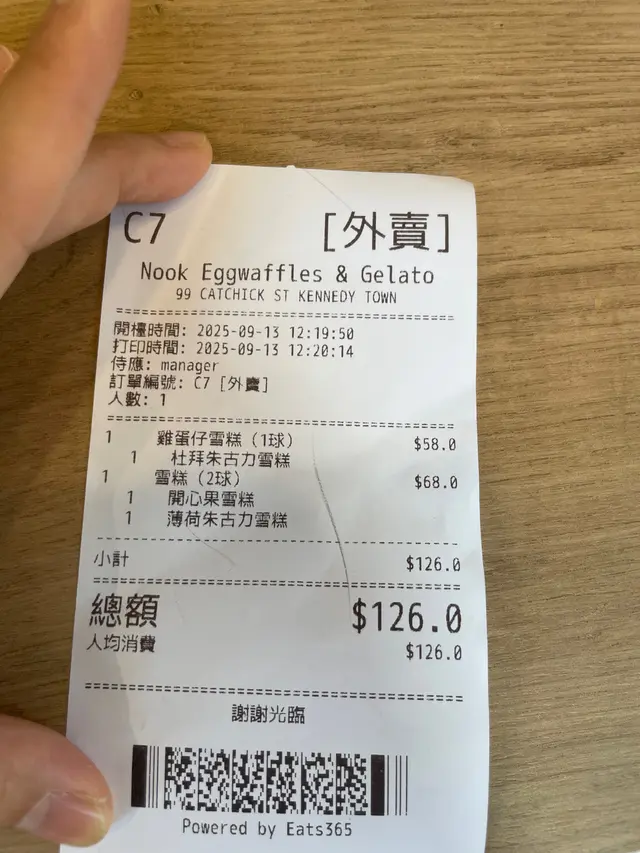 C7 [外賣]
Nook Eggwaffles & Gelato
99 CATCHICK ST KENNEDY TOWN
開檯時間: 2025-09-13 12:19:50
打印時間: 2025-09-13 12:20:14
侍應: manager
訂單編號: C7 [外賣]
人數: 1
1 雞蛋仔雪糕 (1球) $58.0
1 杜拜朱古力雪糕
1 雪糕 (2球) $68.0
1 開心果雪糕
1 薄荷朱古力雪糕
小計 $126.0
總額 $126.0
人均消費 $126.0
謝謝光臨
Powered by Eats365